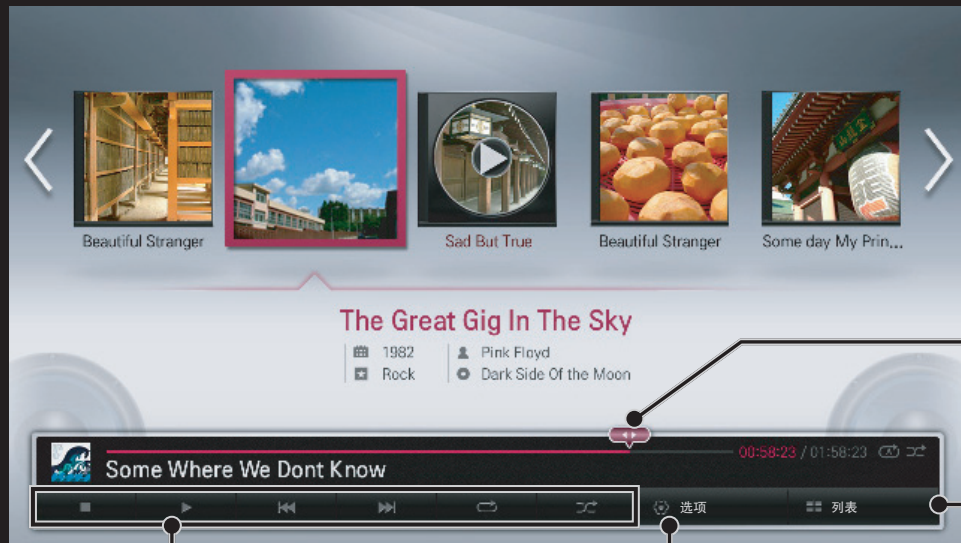 Beautiful Stranger
Sad But True
Beautiful Stranger
Some day My Prin...
The Great Gig In The Sky
1982
Pink Floyd
Rock
Dark Side Of the Moon
00:58:23 / 01:58:23
Some Where We Dont Know
选项
列表